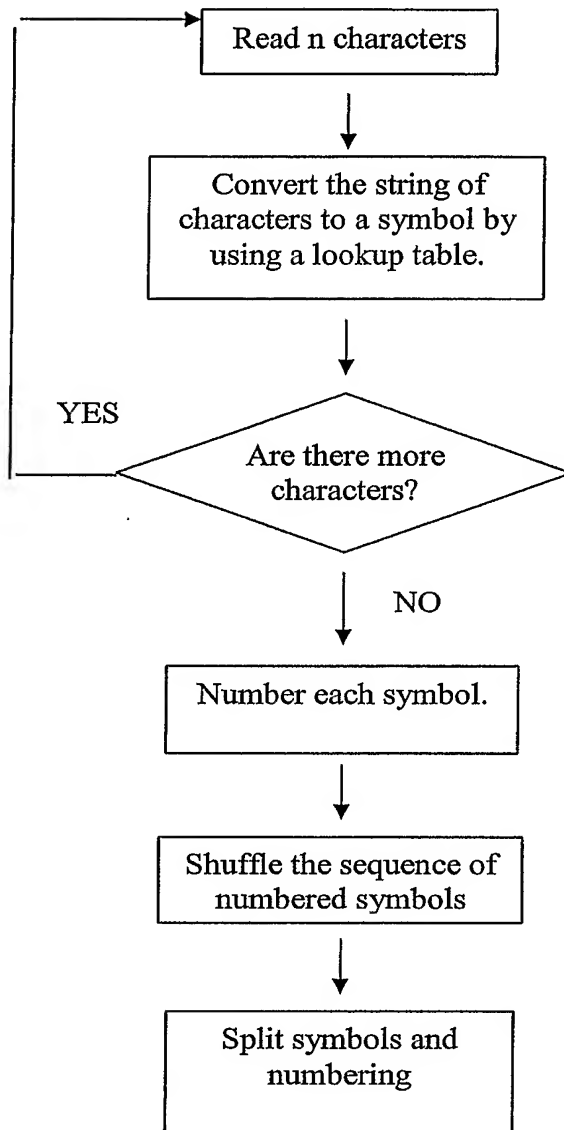 Read n characters
Convert the string of
characters to a symbol by
using a lookup table.
YES
Are there more
characters?
NO
Number each symbol.
Shuffle the sequence of
numbered symbols
Split symbols and
numbering